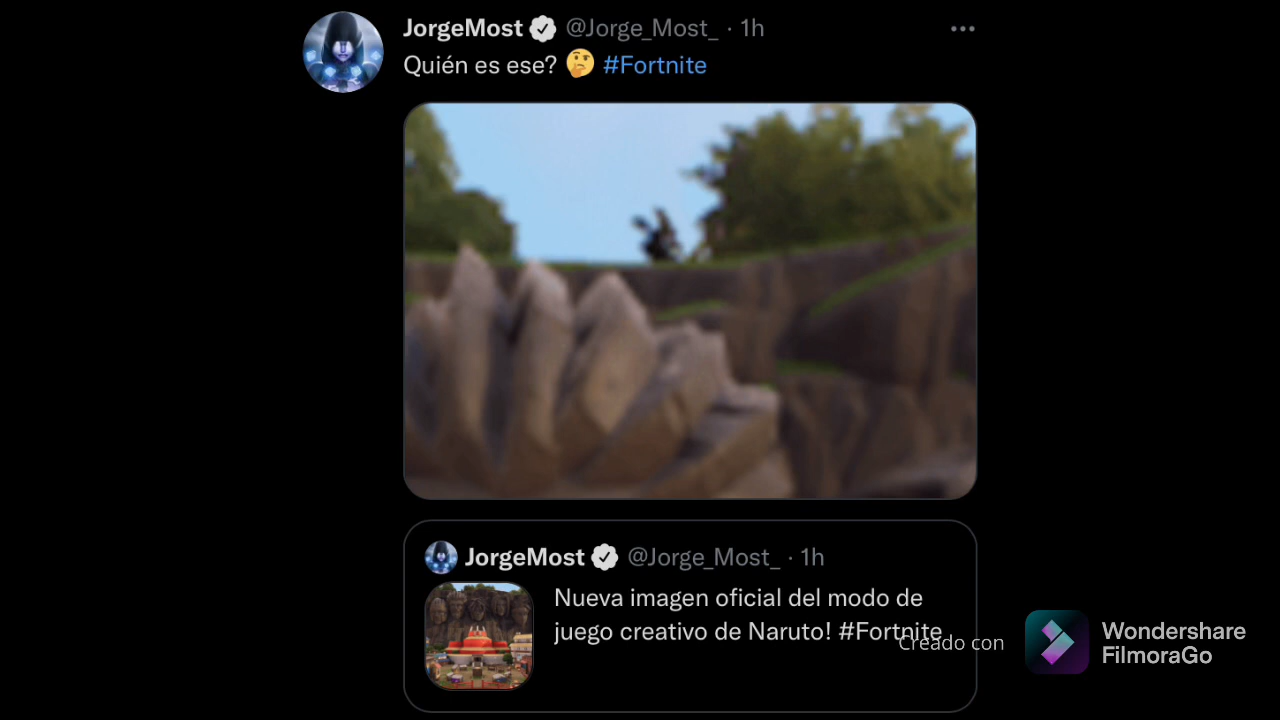 JorgeMost @Jorge_Most_ · 1h
Quién es ese? 🤔 #Fortnite
JorgeMost @Jorge_Most_ · 1h
Nueva imagen oficial del modo de
juego creativo de Naruto! #Fortnite
Creado con
Wondershare
FilmoraGo